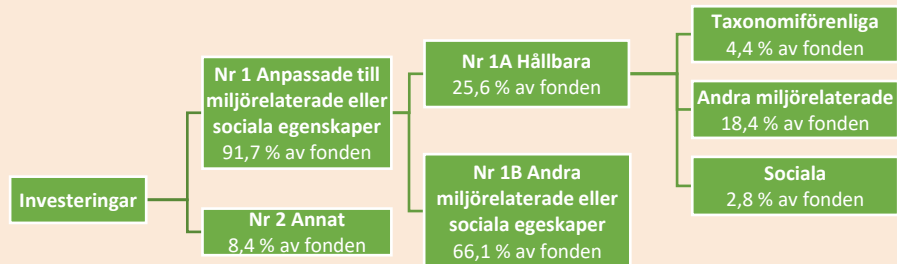 Investeringar
Nr 1 Anpassade till
miljörelaterade eller
sociala egenskaper
91,7 % av fonden
Nr 2 Annat
8,4 % av fonden
Nr 1A Hållbara
25,6 % av fonden
Nr 1B Andra
miljörelaterade eller
sociala egeskaper
66,1 % av fonden
Taxonomiförenliga
4,4 % av fonden
Andra miljörelaterade
18,4 % av fonden
Sociala
2,8 % av fonden